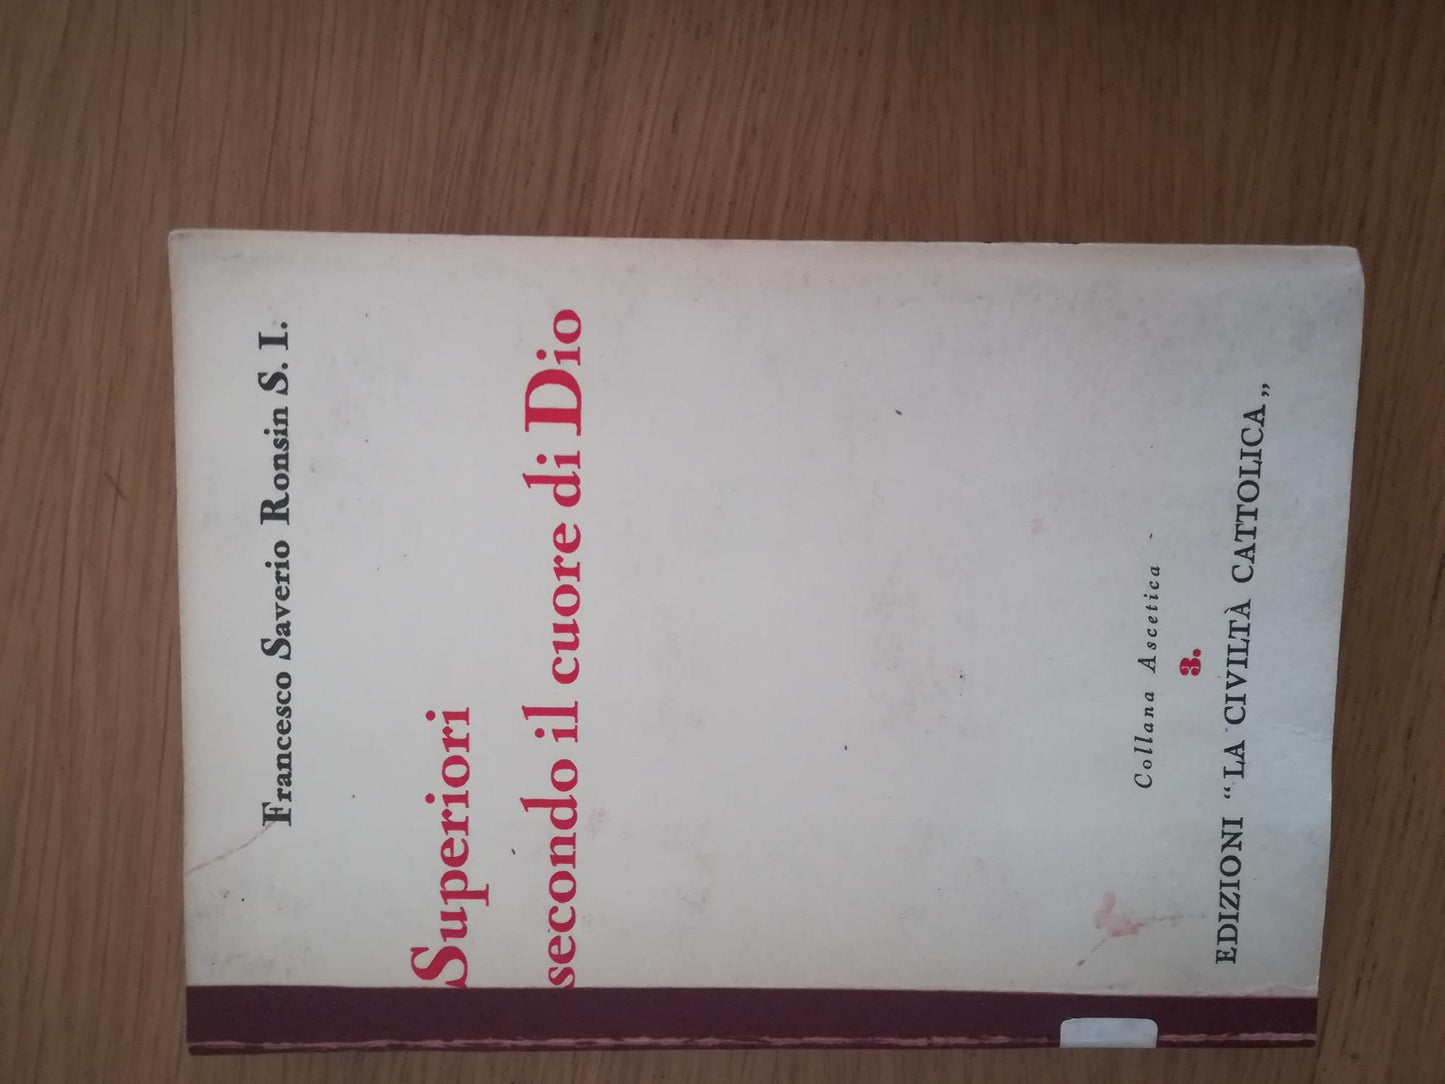 Francesco Saverio Ronsin S. I.
Superiori
secondo il cuore di Dio
Collana Ascetica
3.
EDIZIONI “LA CIVILTÀ CATTOLICA„